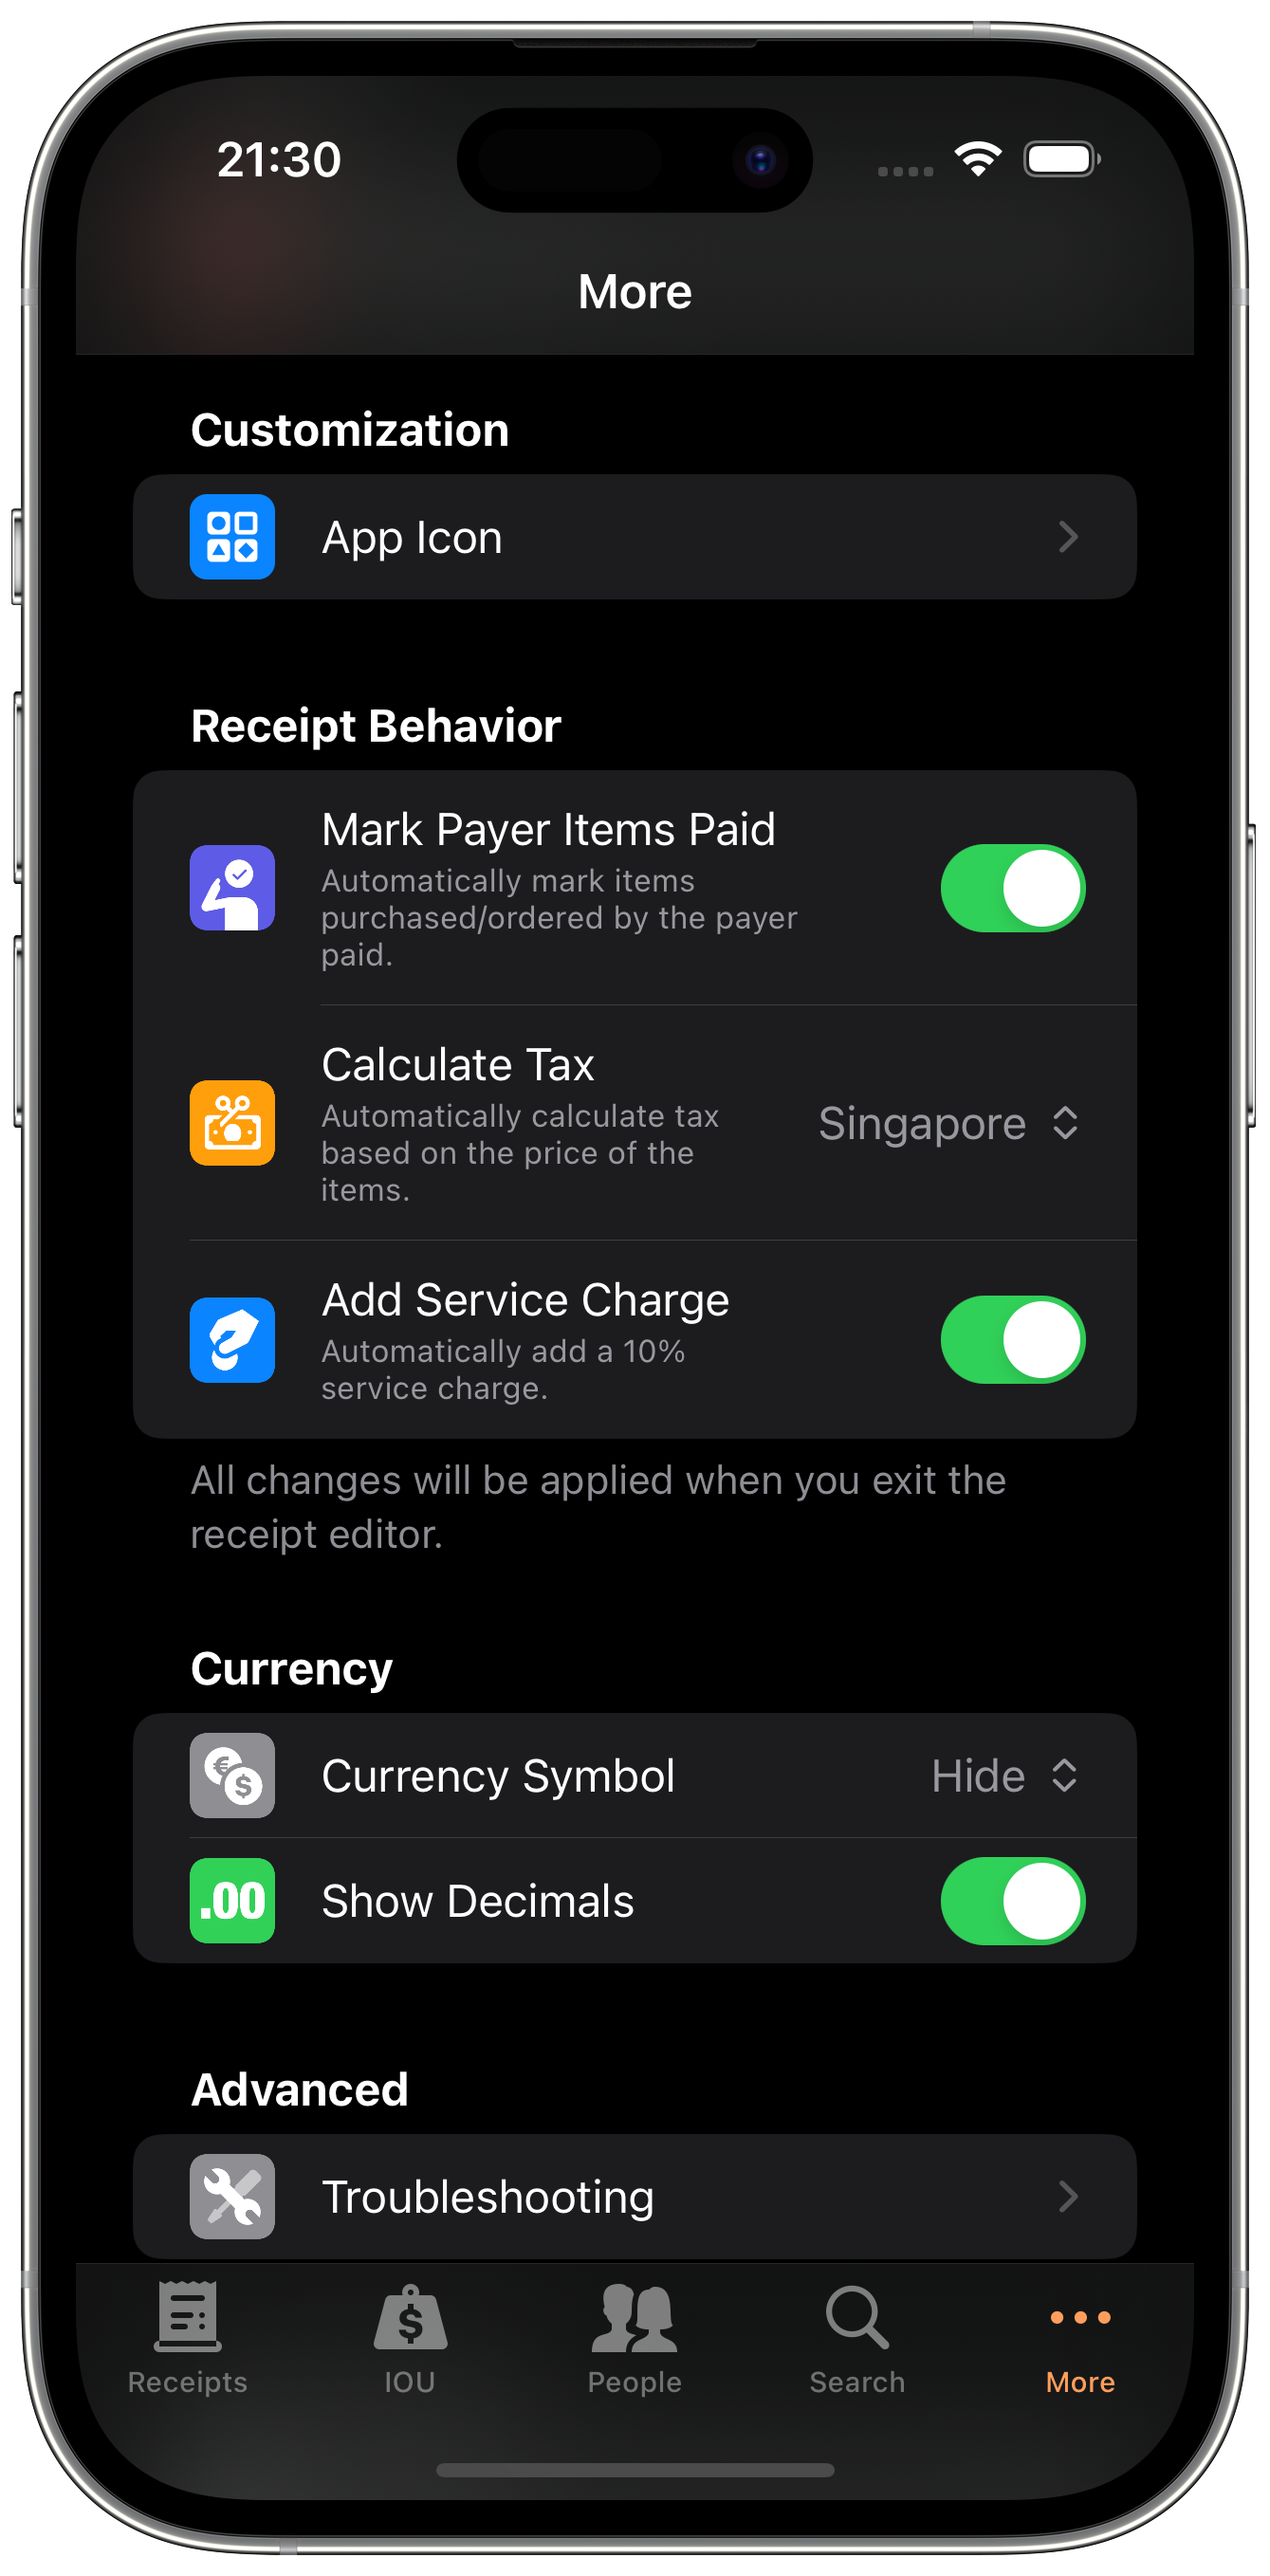 21:30
More
Customization
App Icon
Receipt Behavior
Mark Payer Items Paid
Automatically mark items
purchased/ordered by the payer
paid.
Calculate Tax
Automatically calculate tax
based on the price of the
items.
Singapore
Add Service Charge
Automatically add a 10%
service charge.
All changes will be applied when you exit the
receipt editor.
Currency
Currency Symbol
Hide
.00
Show Decimals
Advanced
Troubleshooting
Receipts
IOU
People
Search
More